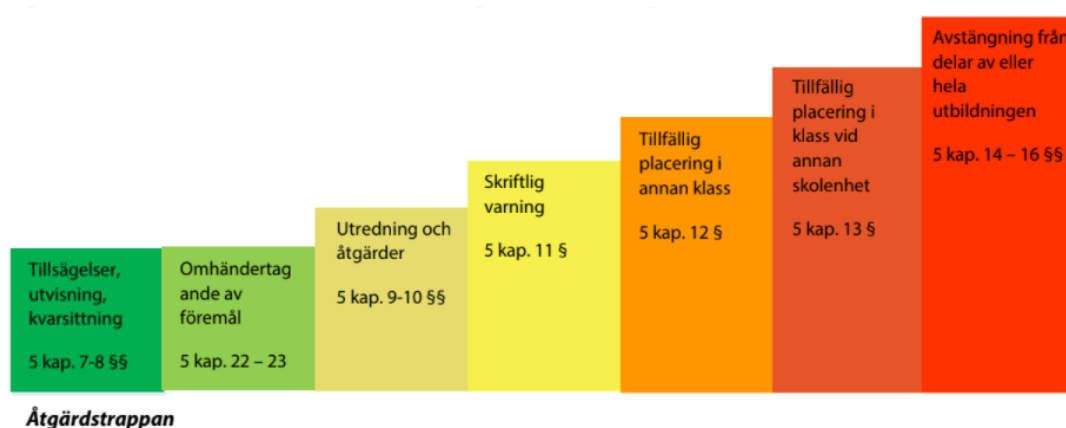 Tillsägelser,
utvisning,
kvarsittning
5 kap. 7-8 §§
Omhändertag
ande av
föremål
5 kap. 22 – 23
Utredning och
åtgärder
5 kap. 9-10 §§
Skriftlig
varning
5 kap. 11 §
Tillfällig
placering i
annan klass
5 kap. 12 §
Tillfällig
placering i
klass vid
annan
skolenhet
5 kap. 13 §
Avstängning från
delar av eller
hela
utbildningen
5 kap. 14 – 16 §§
Åtgärdstrappan